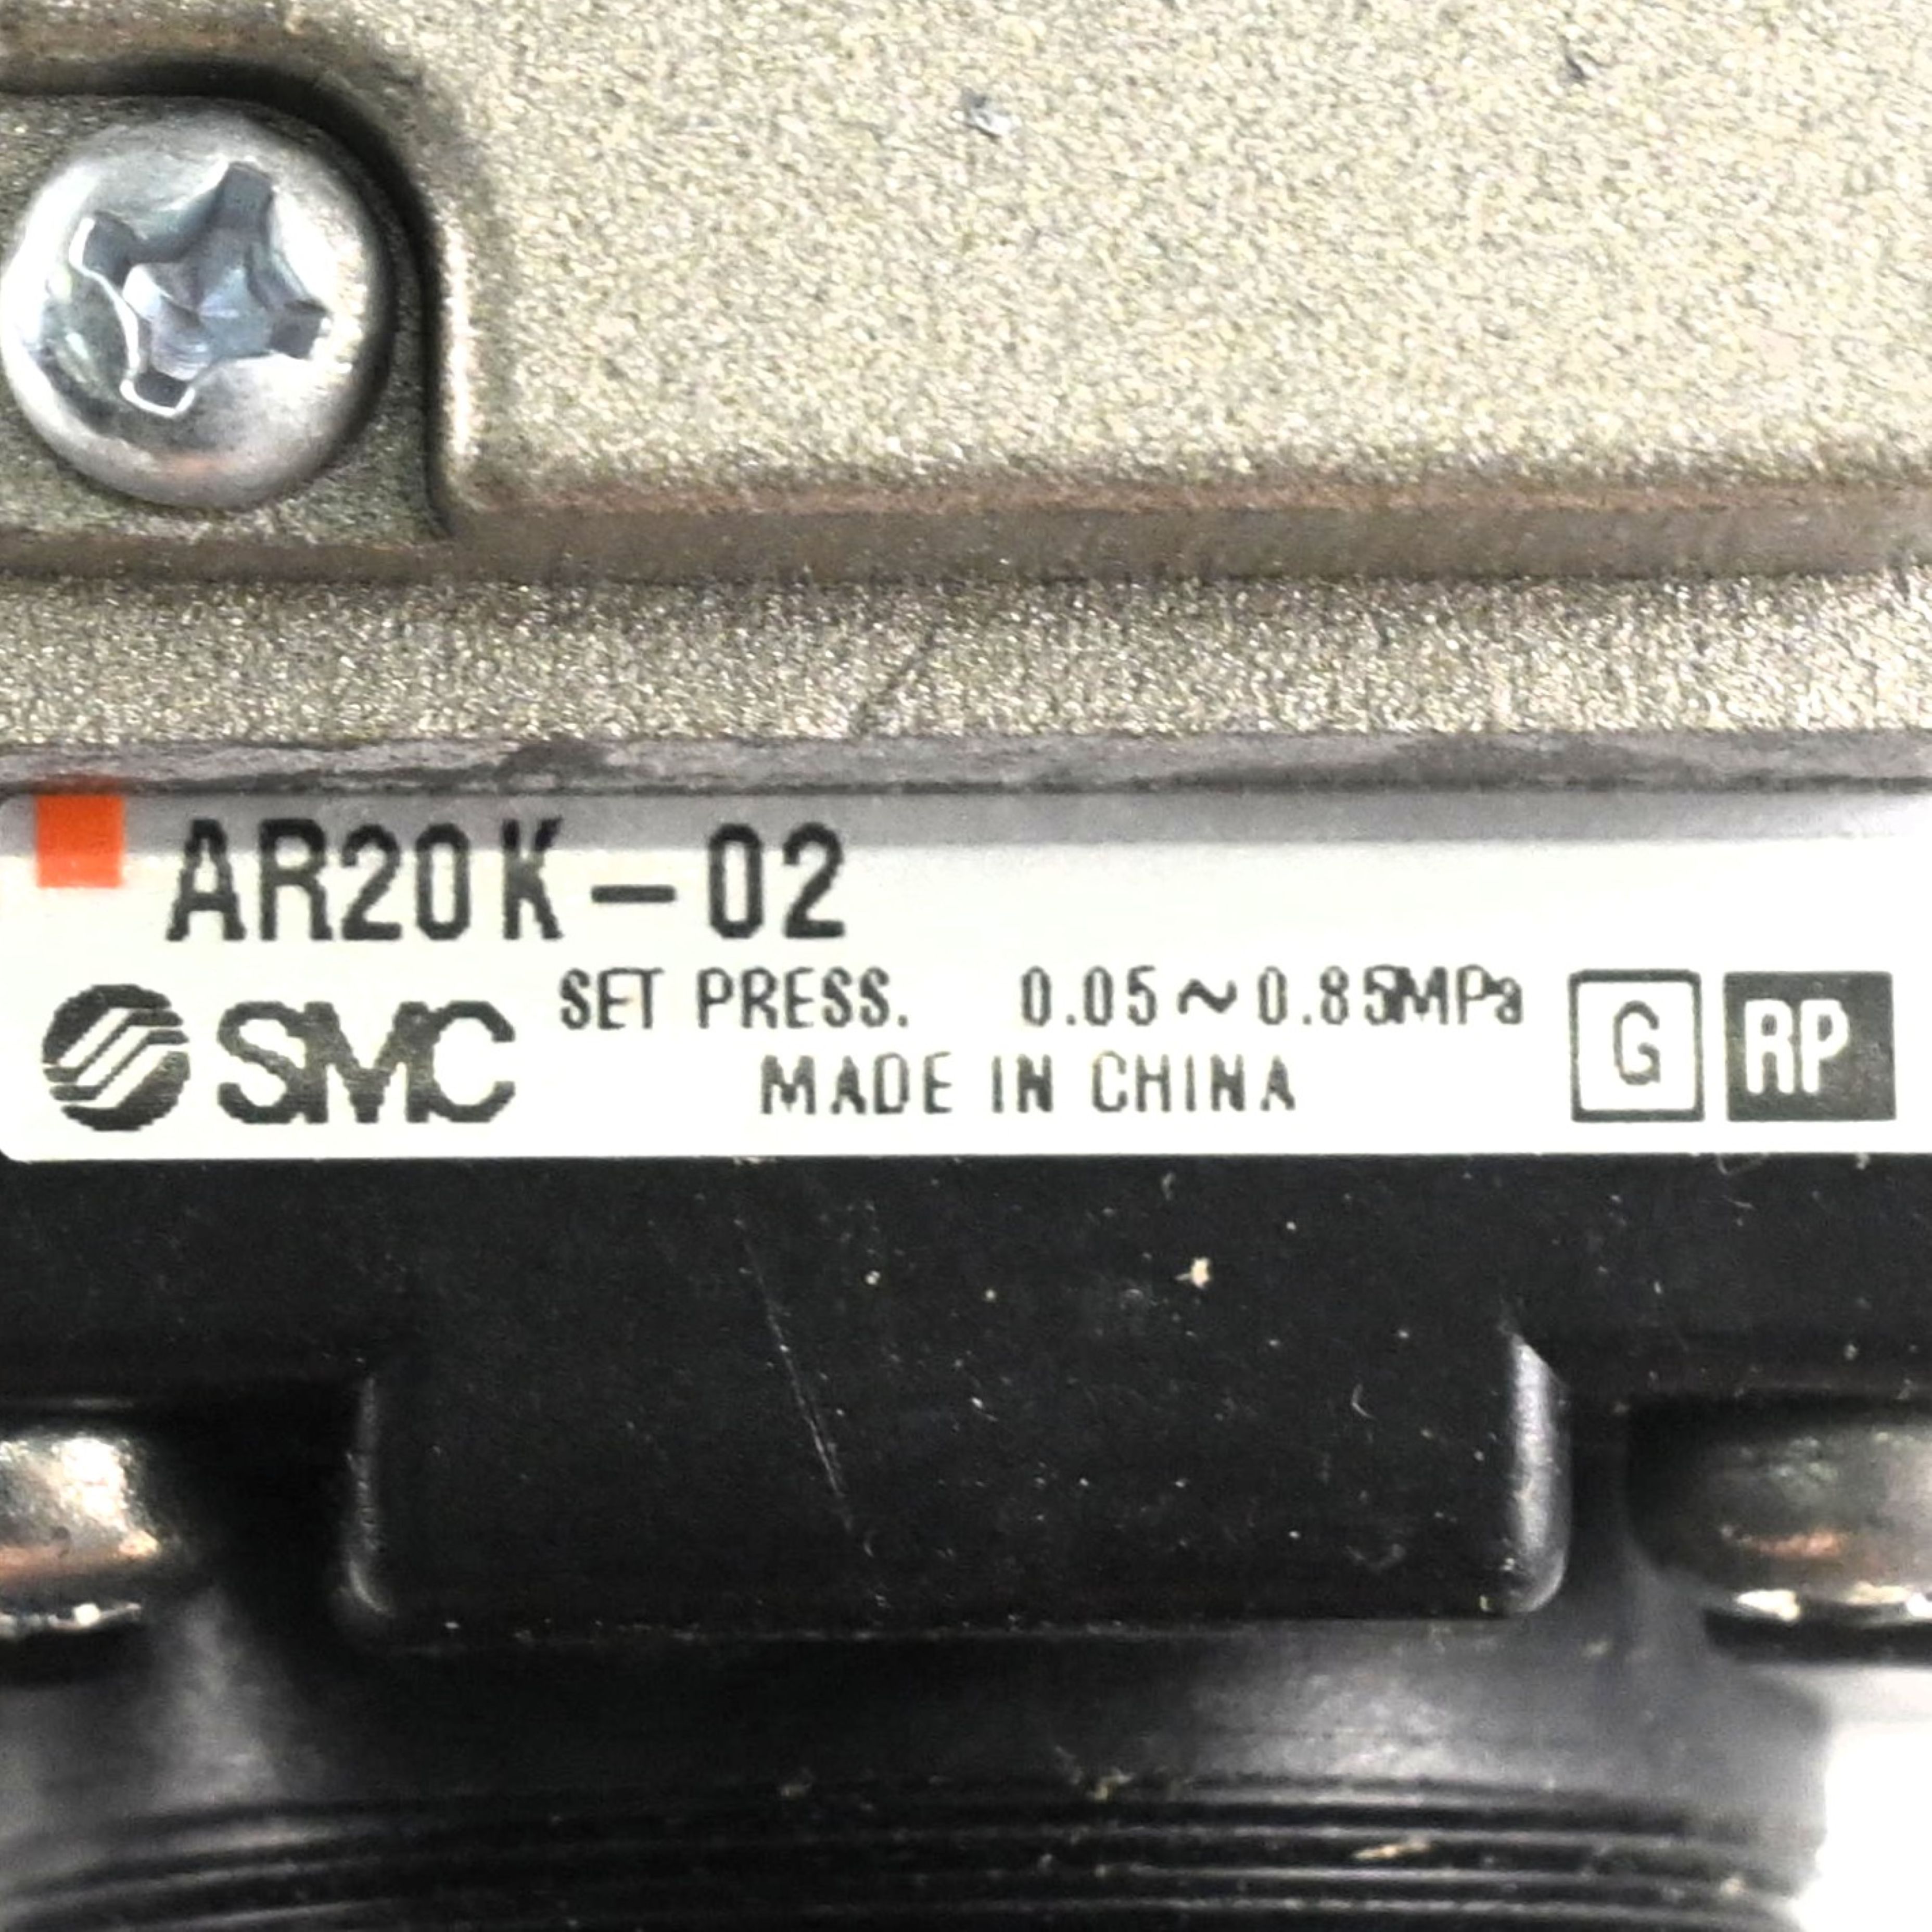 AR20K-02
SMC SET PRESS. 0.05~0.85MPa G RP
MADE IN CHINA